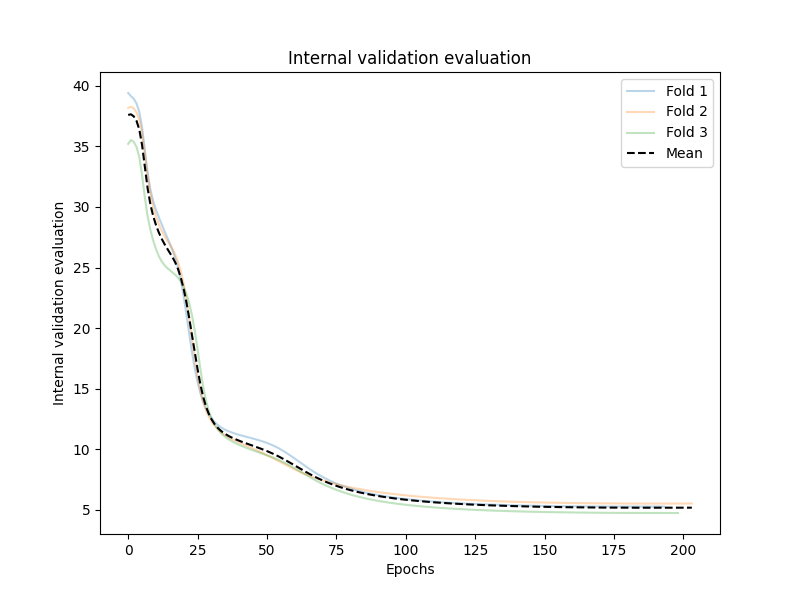 Internal validation evaluation
Fold 1
Fold 2
Fold 3
Mean
Internal validation evaluation
40
35
30
25
20
15
10
5
0 25 50 75 100 125 150 175 200
Epochs